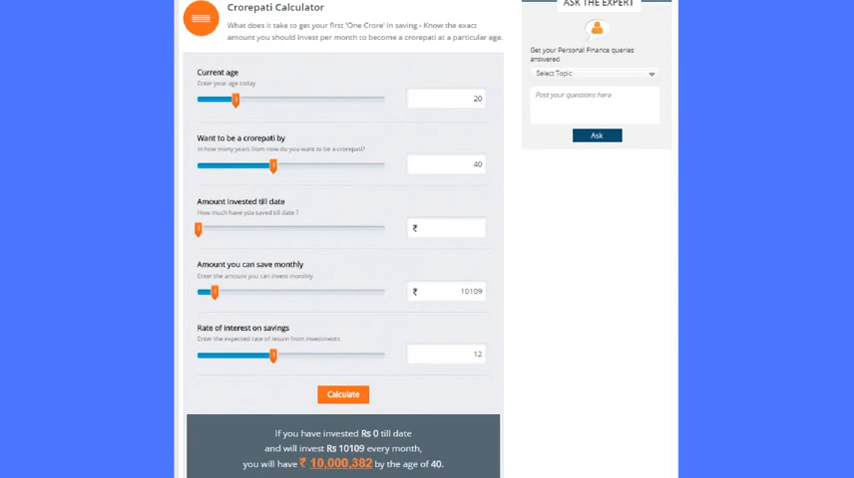 Crorepati Calculator
What does it take to get your first 'One Crore' in saving - Know the exact
amount you should invest per month to become a crorepati at a particular age.
ASK THE EXPERT
Get your Personal Finance queries
answered
Select Topic
Post your questions here
Ask
Current age
Enter your age today
20
Want to be a crorepati by
In how many years from now do you want to be a crorepati?
40
Amount invested till date
How much have you saved till date ?
₹
Amount you can save monthly
Enter the amount you can invest monthly
₹ 10109
Rate of interest on savings
Enter the expected rate of return from investments
12
Calculate
If you have invested Rs 0 till date
and will invest Rs 10109 every month,
you will have ₹ 10,000,382 by the age of 40.